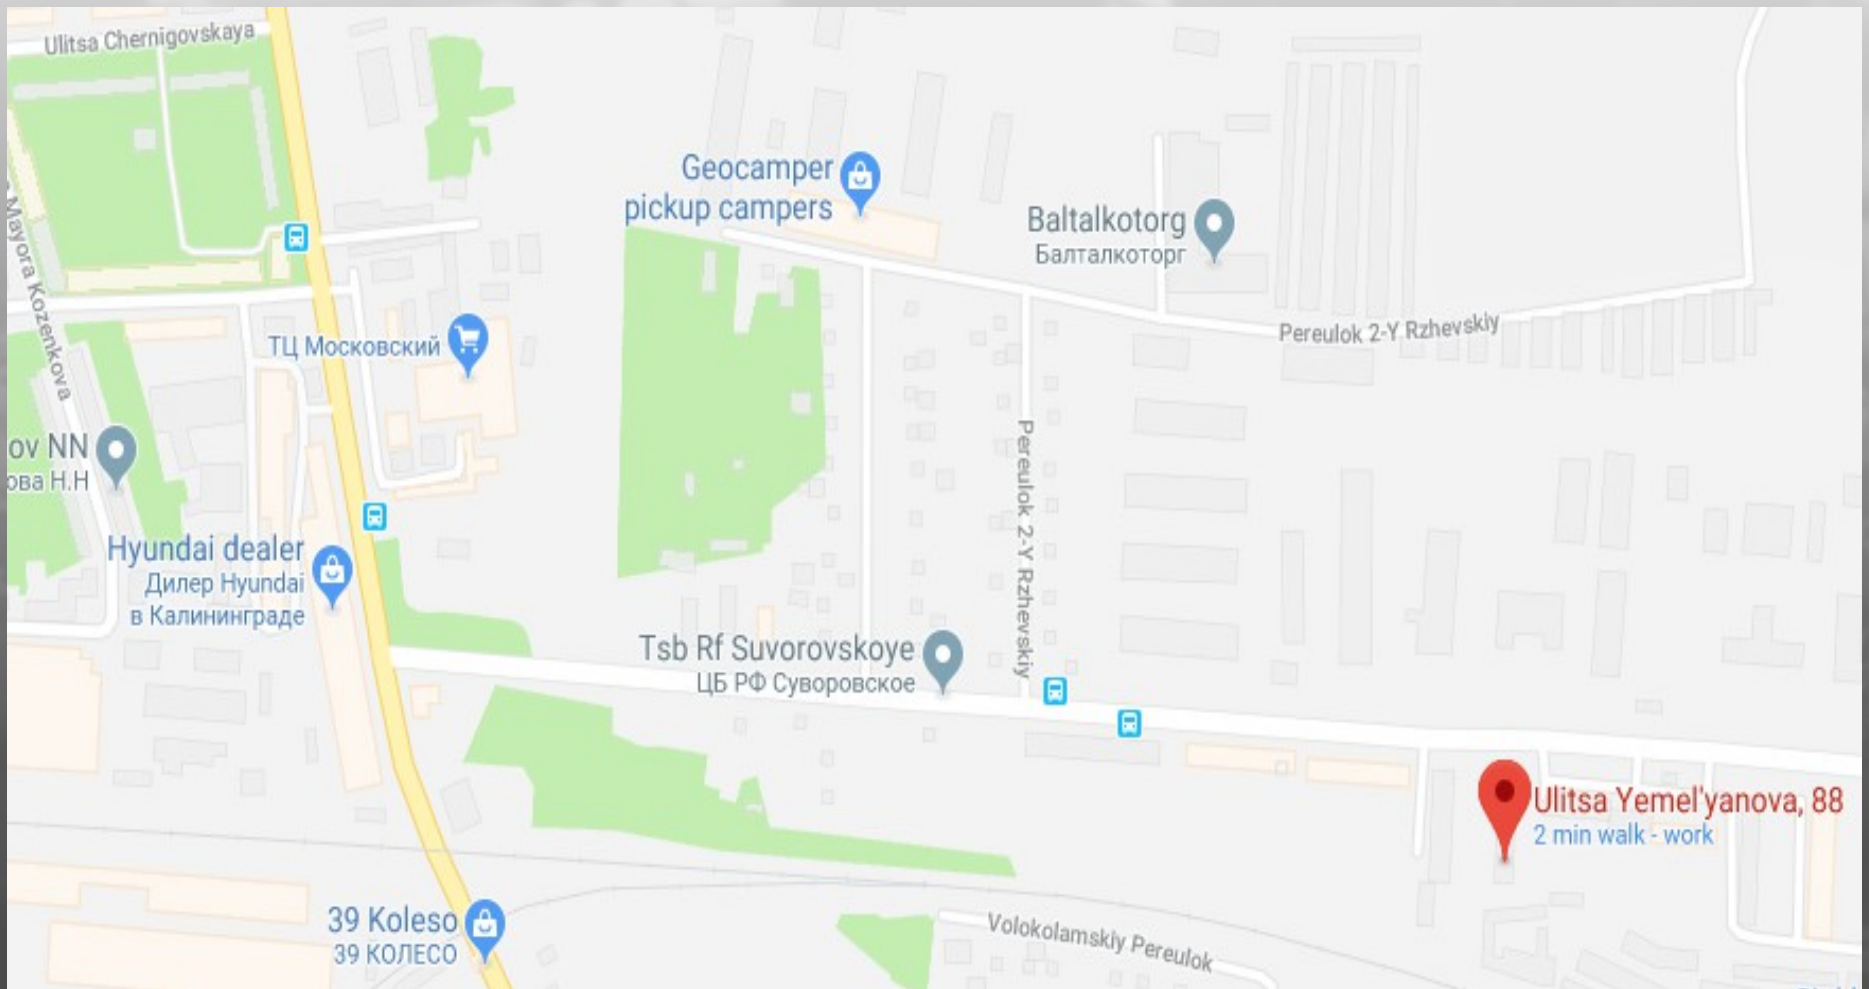 Ulitsa Chernigovskaya
Mayora Kozenkova
Geocamper
pickup campers
Baltalkotorg
Балталкоторг
Pereulok 2-Y Rzhevskiy
ТЦ Московский
ov NN
ова Н.Н
Pereulok 2-Y Rzhevskiy
Hyundai dealer
Дилер Hyundai
в Калининграде
Tsb Rf Suvorovskoye
ЦБ РФ Суворовское
Ulitsa Yemel'yanova, 88
2 min walk - work
39 Koleso
39 КОЛЕСО
Volokolamskiy Pereulok